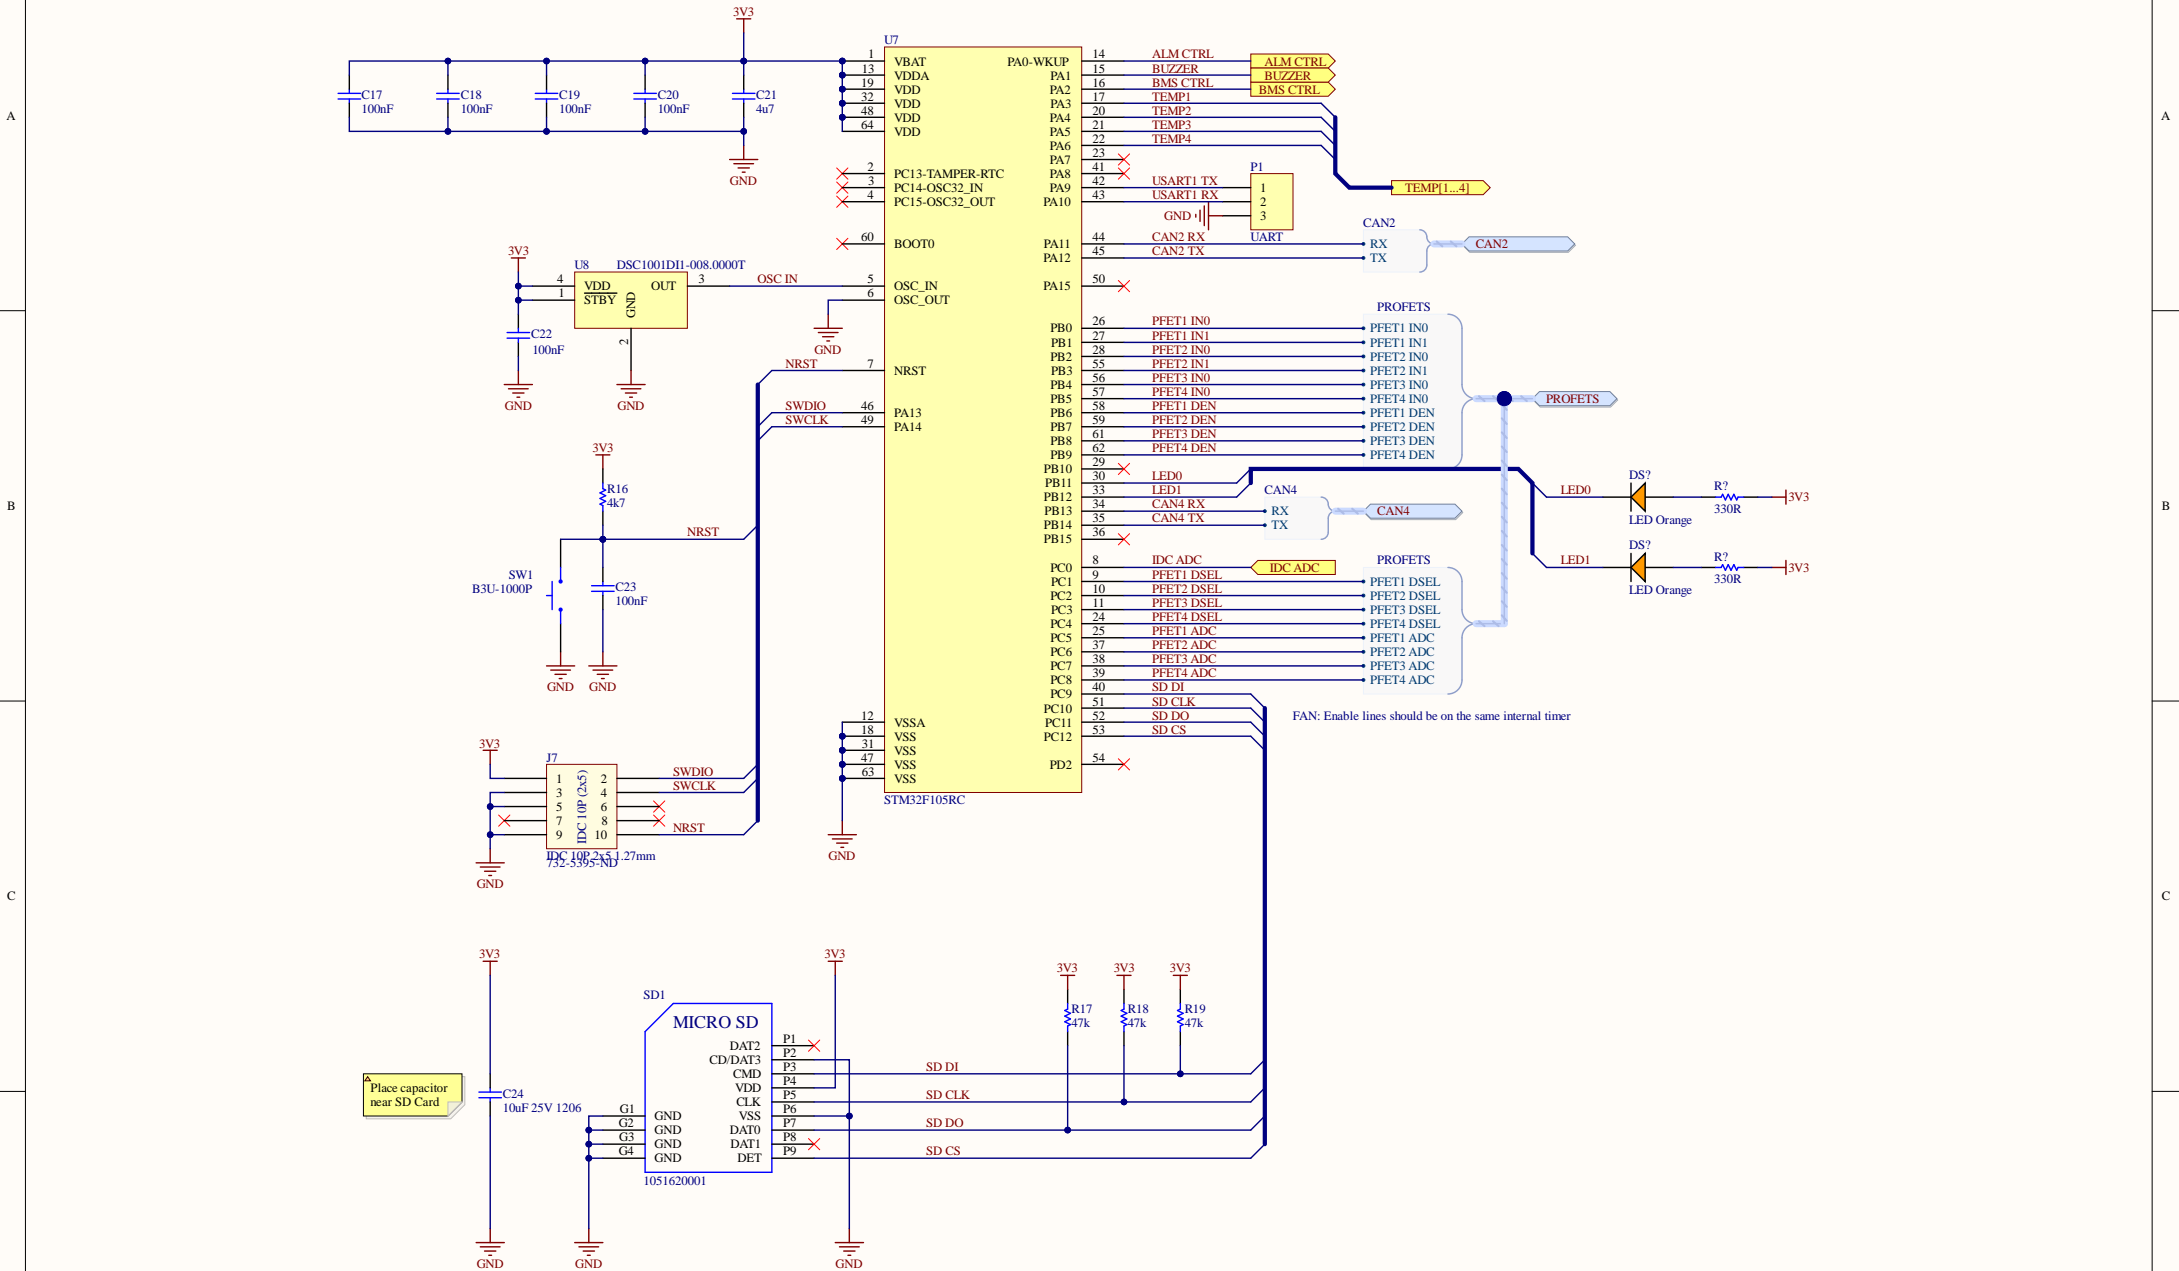 3V3
C17
100nF
C18
100nF
C19
100nF
C20
100nF
C21
4u7
GND
U7
1 VBAT
13 VDDA
19 VDD
32 VDD
48 VDD
64 VDD
2 PC13-TAMPER-RTC
3 PC14-OSC32_IN
4 PC15-OSC32_OUT
60 BOOT0
5 OSC_IN
6 OSC_OUT
7 NRST
46 PA13
49 PA14
12 VSSA
18 VSS
31 VSS
47 VSS
63 VSS
STM32F105RC
GND
PA0-WKUP 14 ALM CTRL ALM CTRL
PA1 15 BUZZER BUZZER
PA2 16 BMS CTRL BMS CTRL
PA3 17 TEMP1
PA4 20 TEMP2
PA5 21 TEMP3
PA6 22 TEMP4
PA7 23
PA8 41
PA9 42 USART1 TX
PA10 43 USART1 RX
PA11 44 CAN2 RX
PA12 45 CAN2 TX
PA15 50
PB0 26 PFET1 IN0
PB1 27 PFET1 IN1
PB2 28 PFET2 IN0
PB3 55 PFET2 IN1
PB4 56 PFET3 IN0
PB5 57 PFET4 IN0
PB6 58 PFET1 DEN
PB7 59 PFET2 DEN
PB8 61 PFET3 DEN
PB9 62 PFET4 DEN
PB10 29
PB11 30 LED0
PB12 33 LED1
PB13 34 CAN4 RX
PB14 35 CAN4 TX
PB15 36
PC0 8 IDC ADC IDC ADC
PC1 9 PFET1 DSEL
PC2 10 PFET2 DSEL
PC3 11 PFET3 DSEL
PC4 24 PFET4 DSEL
PC5 25 PFET1 ADC
PC6 37 PFET2 ADC
PC7 38 PFET3 ADC
PC8 39 PFET4 ADC
PC9 40 SD DI
PC10 51 SD CLK
PC11 52 SD DO
PC12 53 SD CS
PD2 54
TEMP[1...4]
P1
1
2
3
GND
UART
CAN2
RX
TX
CAN2
PROFETS
PFET1 IN0
PFET1 IN1
PFET2 IN0
PFET2 IN1
PFET3 IN0
PFET4 IN0
PFET1 DEN
PFET2 DEN
PFET3 DEN
PFET4 DEN
PROFETS
CAN4
RX
TX
CAN4
PROFETS
PFET1 DSEL
PFET2 DSEL
PFET3 DSEL
PFET4 DSEL
PFET1 ADC
PFET2 ADC
PFET3 ADC
PFET4 ADC
FAN: Enable lines should be on the same internal timer
LED0
DS?
LED Orange
R?
330R
3V3
LED1
DS?
LED Orange
R?
330R
3V3
3V3
U8 DSC1001DI1-008.0000T
4 VDD OUT 3 OSC IN
1 STBY
GND
2
C22
100nF
GND
GND
GND
NRST
SWDIO
SWCLK
3V3
R16
4k7
NRST
SW1
B3U-1000P
C23
100nF
GND
GND
3V3
J7
1 2 SWDIO
3 4 SWCLK
5 6
7 8
9 10 NRST
IDC 10P (2x5)
IDC 10P 2x5 1.27mm
732-5395-ND
GND
3V3
Place capacitor
near SD Card
C24
10uF 25V 1206
GND
SD1
MICRO SD
DAT2 P1
CD/DAT3 P2
CMD P3 SD DI
VDD P4
CLK P5 SD CLK
G1 GND VSS P6
G2 GND DAT0 P7 SD DO
G3 GND DAT1 P8
G4 GND DET P9 SD CS
1051620001
GND
3V3
GND
3V3
R17
47k
3V3
R18
47k
3V3
R19
47k
A
B
C
A
B
C